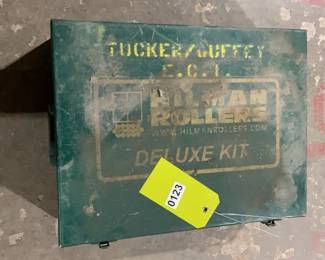 TUCKER/GUFFEY
E.C.I.
HILMAN
ROLLERS
WWW.HILMANROLLERS.COM
DELUXE KIT
0123